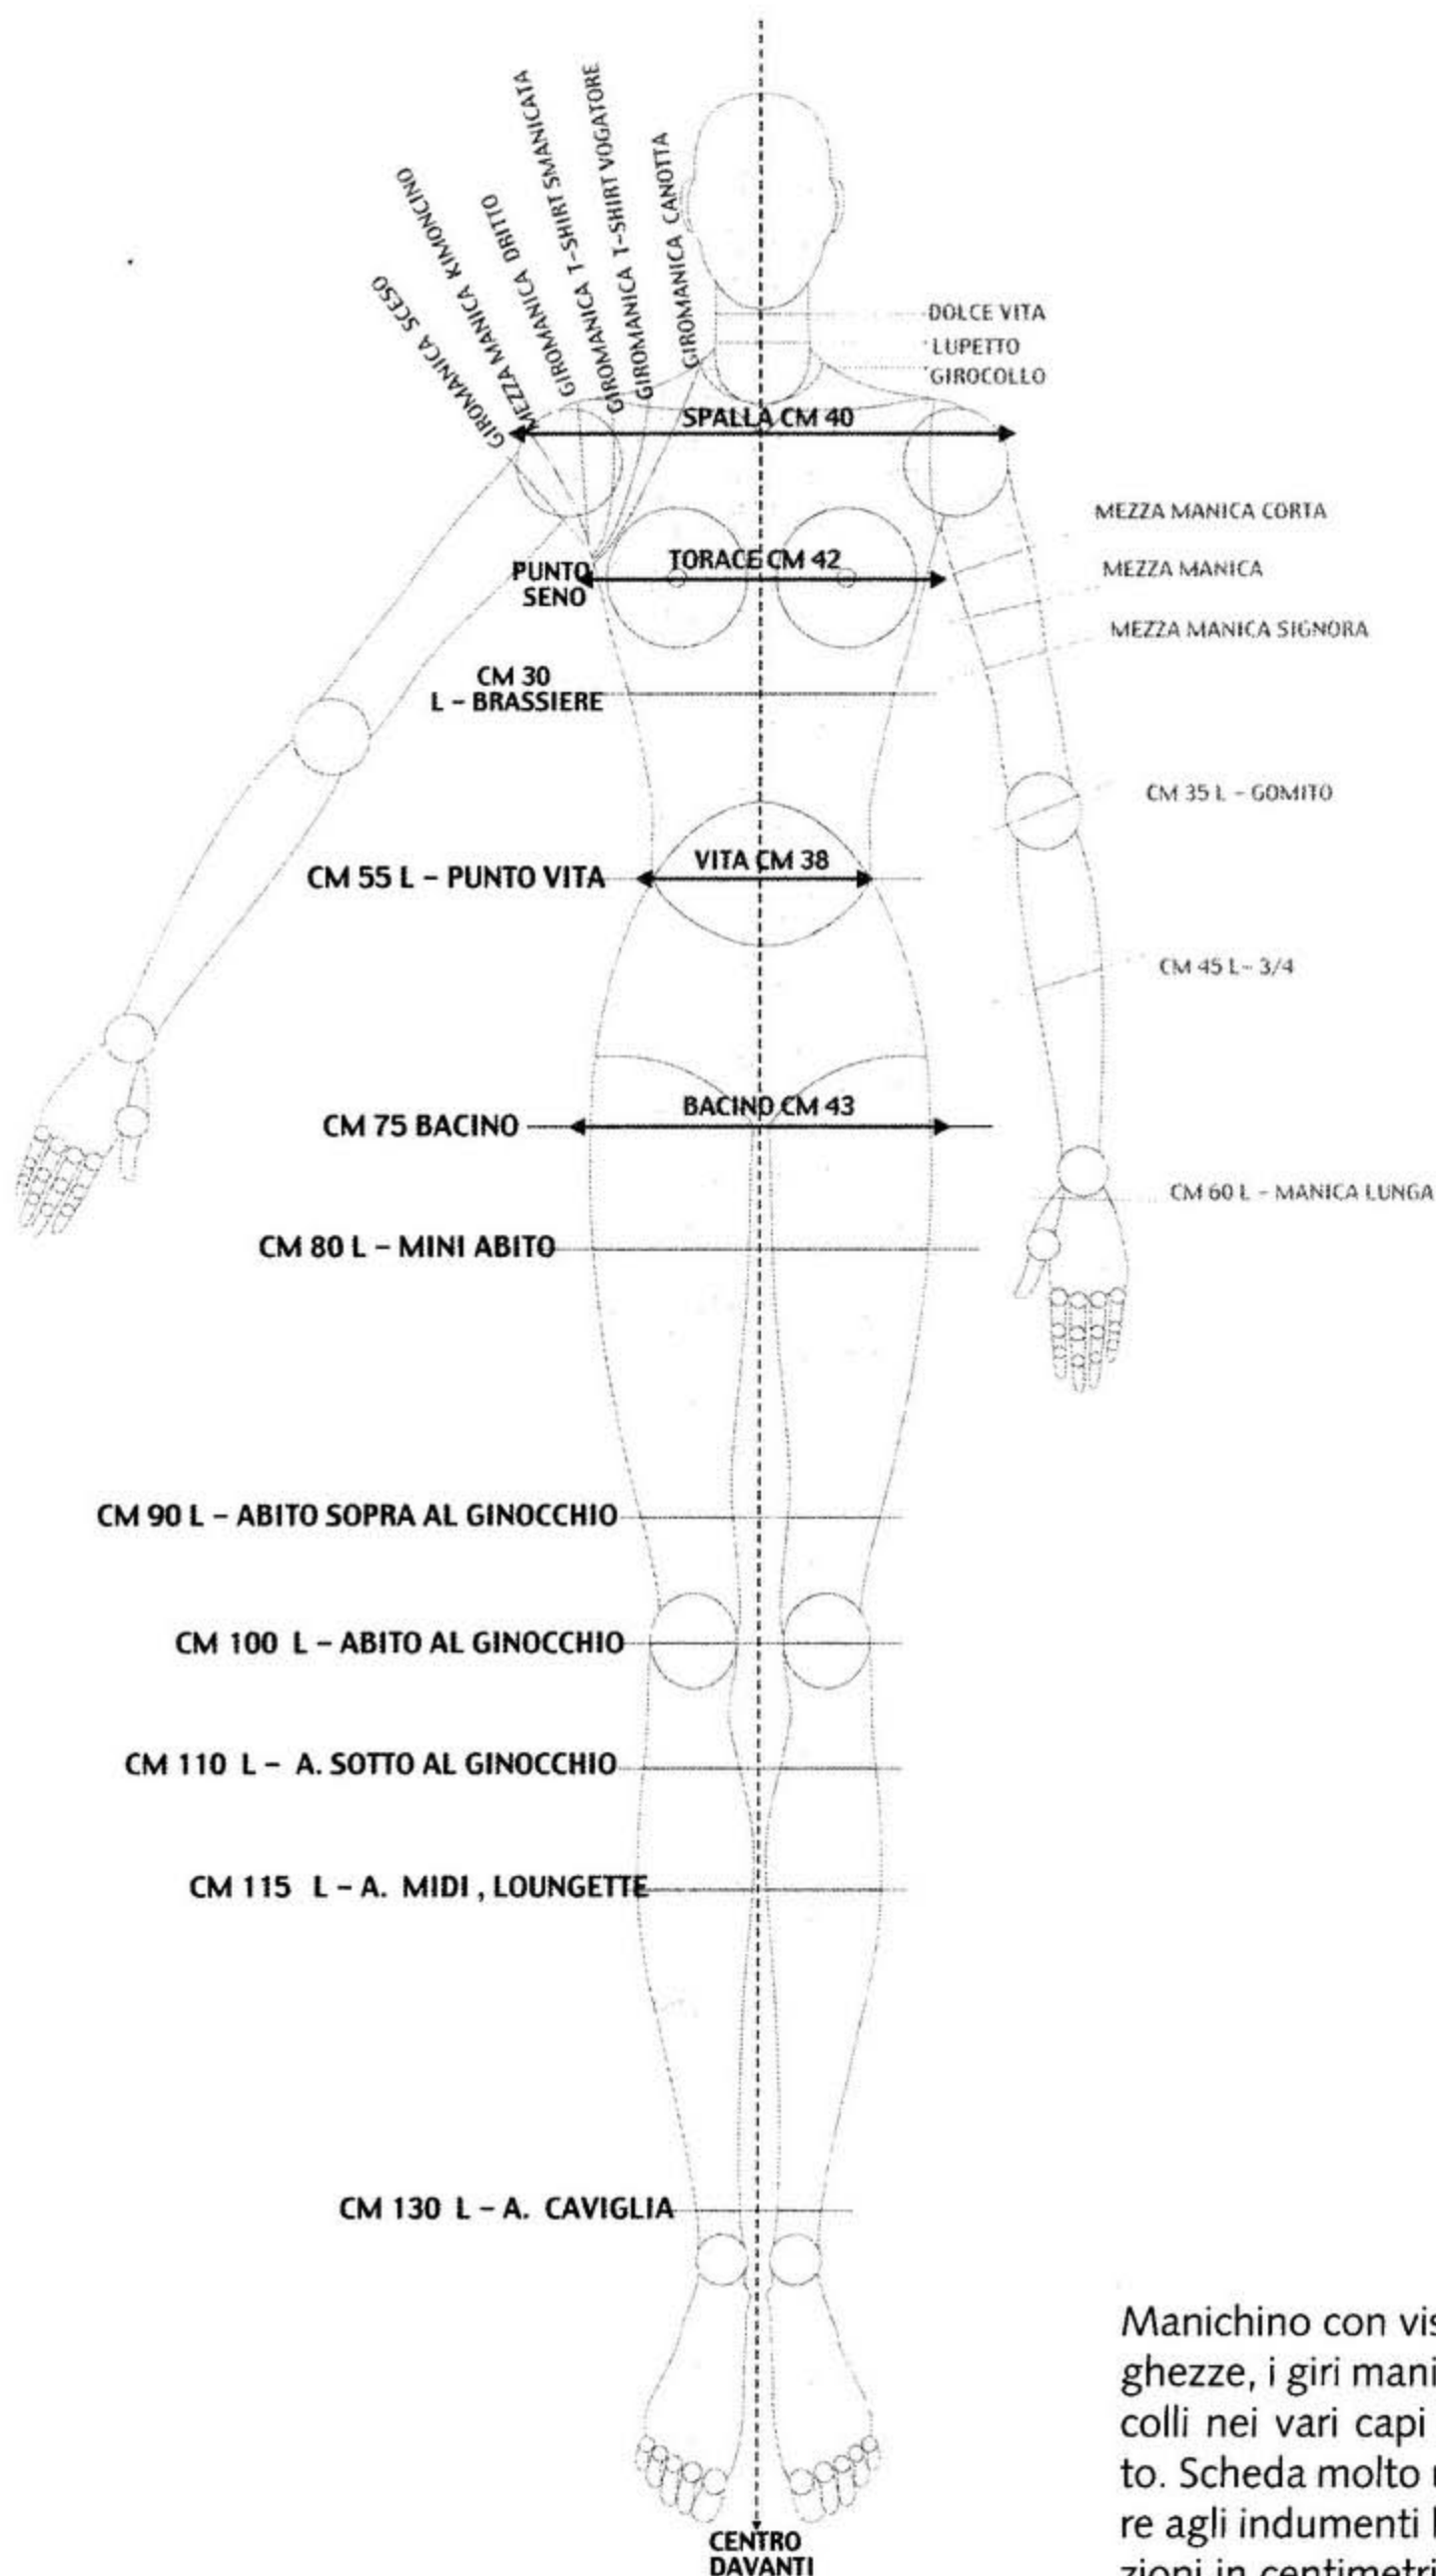 GIROMANICA SCESO
MEZZA MANICA KIMONCINO
GIROMANICA DRITTO
GIROMANICA T-SHIRT SMANICATA
GIROMANICA T-SHIRT VOGATORE
GIROMANICA CANOTTA
DOLCE VITA
LUPETTO
GIROCOLLO
SPALLA CM 40
MEZZA MANICA CORTA
TORACE CM 42
MEZZA MANICA
PUNTO
SENO
MEZZA MANICA SIGNORA
CM 30
L – BRASSIERE
CM 35 L – GOMITO
VITA CM 38
CM 55 L – PUNTO VITA
CM 45 L – 3/4
BACINO CM 43
CM 75 BACINO
CM 60 L – MANICA LUNGA
CM 80 L – MINI ABITO
CM 90 L – ABITO SOPRA AL GINOCCHIO
CM 100 L – ABITO AL GINOCCHIO
CM 110 L – A. SOTTO AL GINOCCHIO
CM 115 L – A. MIDI , LOUNGETTE
CM 130 L – A. CAVIGLIA
CENTRO
DAVANTI
Manichino con vis
ghezze, i giri mani
colli nei vari capi
to. Scheda molto
re agli indumenti
zioni in centimetri